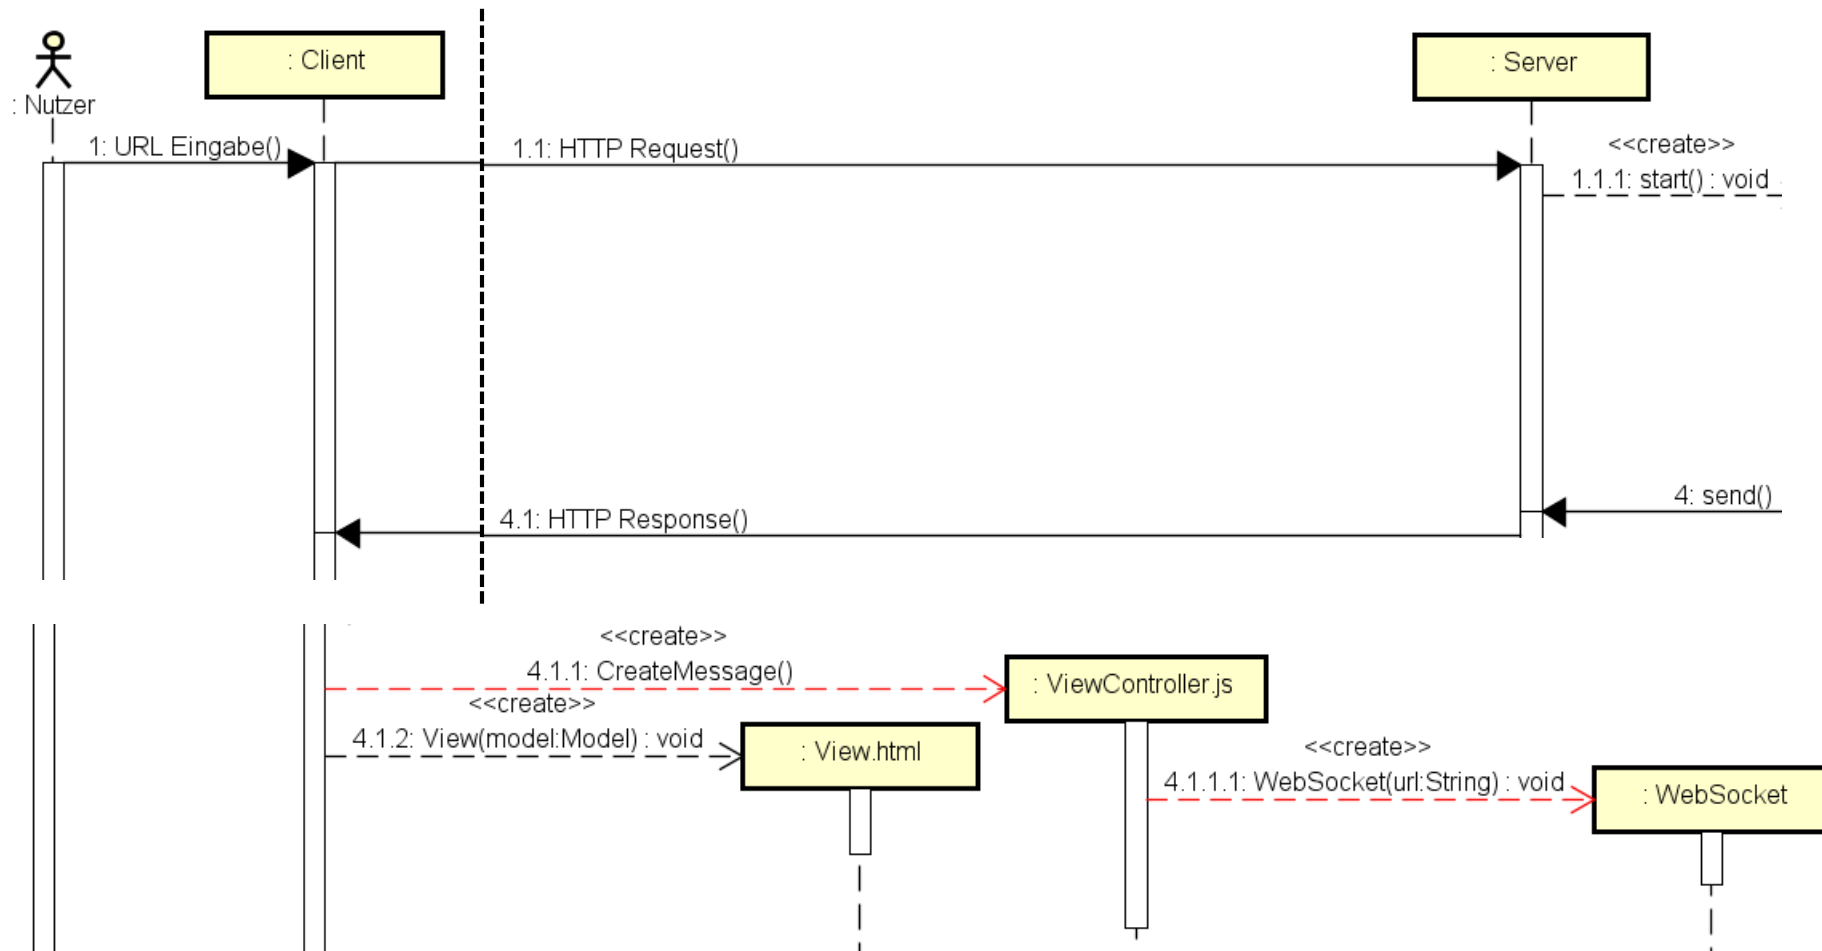 : Client
: Server
: Nutzer
1: URL Eingabe()
1.1: HTTP Request()
<<create>>
1.1.1: start() : void
4: send()
4.1: HTTP Response()
<<create>>
4.1.1: CreateMessage()
: ViewController.js
<<create>>
4.1.2: View(model:Model) : void
: View.html
<<create>>
4.1.1.1: WebSocket(url:String) : void
: WebSocket